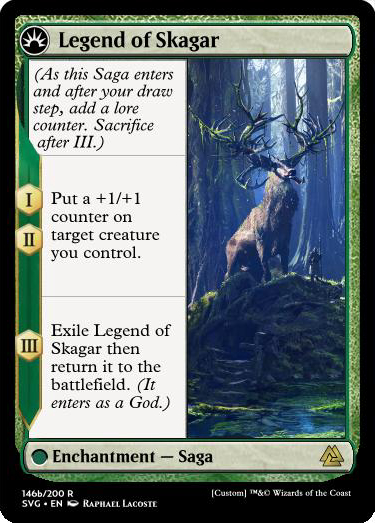 Legend of Skagar
(As this Saga enters
and after your draw
step, add a lore
counter. Sacrifice
after III.)
I
II
Put a +1/+1
counter on
target creature
you control.
III
Exile Legend of
Skagar then
return it to the
battlefield. (It
enters as a God.)
Enchantment — Saga
146b/200 R
SVG • EN Raphael Lacoste
[Custom] ™&© Wizards of the Coast